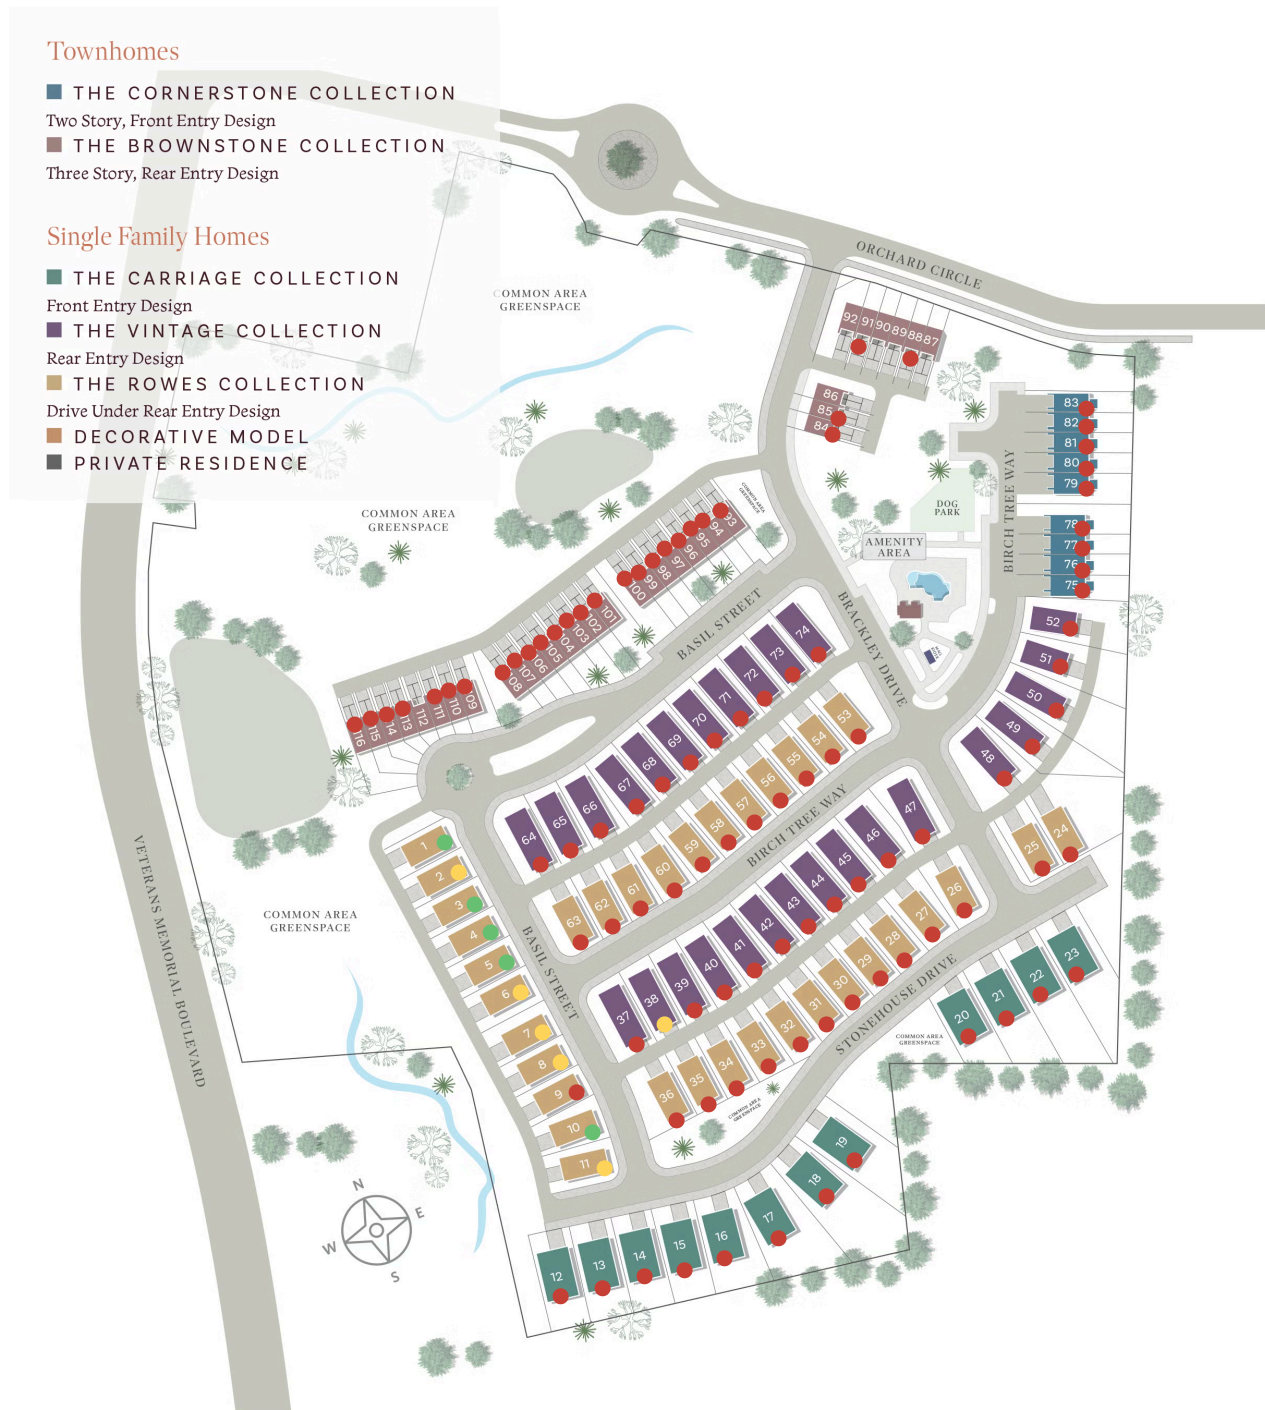 Townhomes
THE CORNERSTONE COLLECTION
Two Story, Front Entry Design
THE BROWNSTONE COLLECTION
Three Story, Rear Entry Design
Single Family Homes
THE CARRIAGE COLLECTION
Front Entry Design
THE VINTAGE COLLECTION
Rear Entry Design
THE ROWES COLLECTION
Drive Under Rear Entry Design
DECORATIVE MODEL
PRIVATE RESIDENCE
ORCHARD CIRCLE
COMMON AREA
GREENSPACE
92 91 90 89 88 87
86
85
84
83
82
81
80
79
78
77
76
75
BIRCH TREE WAY
DOG
PARK
AMENITY
AREA
COMMON AREA
GREENSPACE
COMMON AREA
GREENSPACE
93
94
95
96
97
98
99
100
101
102
103
104
105
106
107
108
109
110
111
112
113
114
115
116
BASIL STREET
BRACKLEY DRIVE
52
51
50
49
48
74
73
72
71
70
69
68
67
66
65
64
53
54
55
56
57
58
59
60
61
62
63
BIRCH TREE WAY
47
46
45
44
43
42
41
40
39
38
37
24
25
26
27
28
29
30
31
32
33
34
35
36
STONEHOUSE DRIVE
COMMON AREA
GREENSPACE
COMMON AREA
GREENSPACE
23
22
21
20
19
18
17
16
15
14
13
12
1
2
3
4
5
6
7
8
9
10
11
BASIL STREET
COMMON AREA
GREENSPACE
VETERANS MEMORIAL BOULEVARD
N
E
W
S